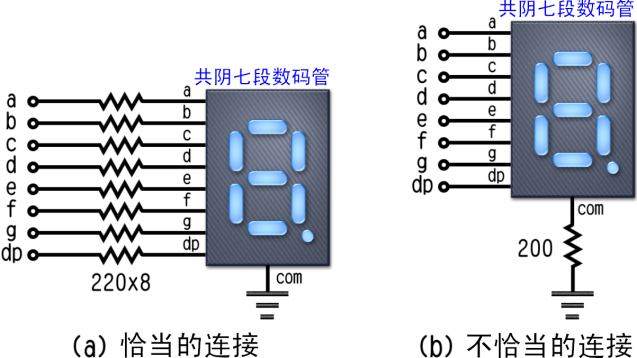 共阴七段数码管
a a
b b
c c
d d
e e
f f
g g
dp dp
220x8
com
(a) 恰当的连接
共阴七段数码管
a a
b b
c c
d d
e e
f f
g g
dp dp
com
200
(b) 不恰当的连接